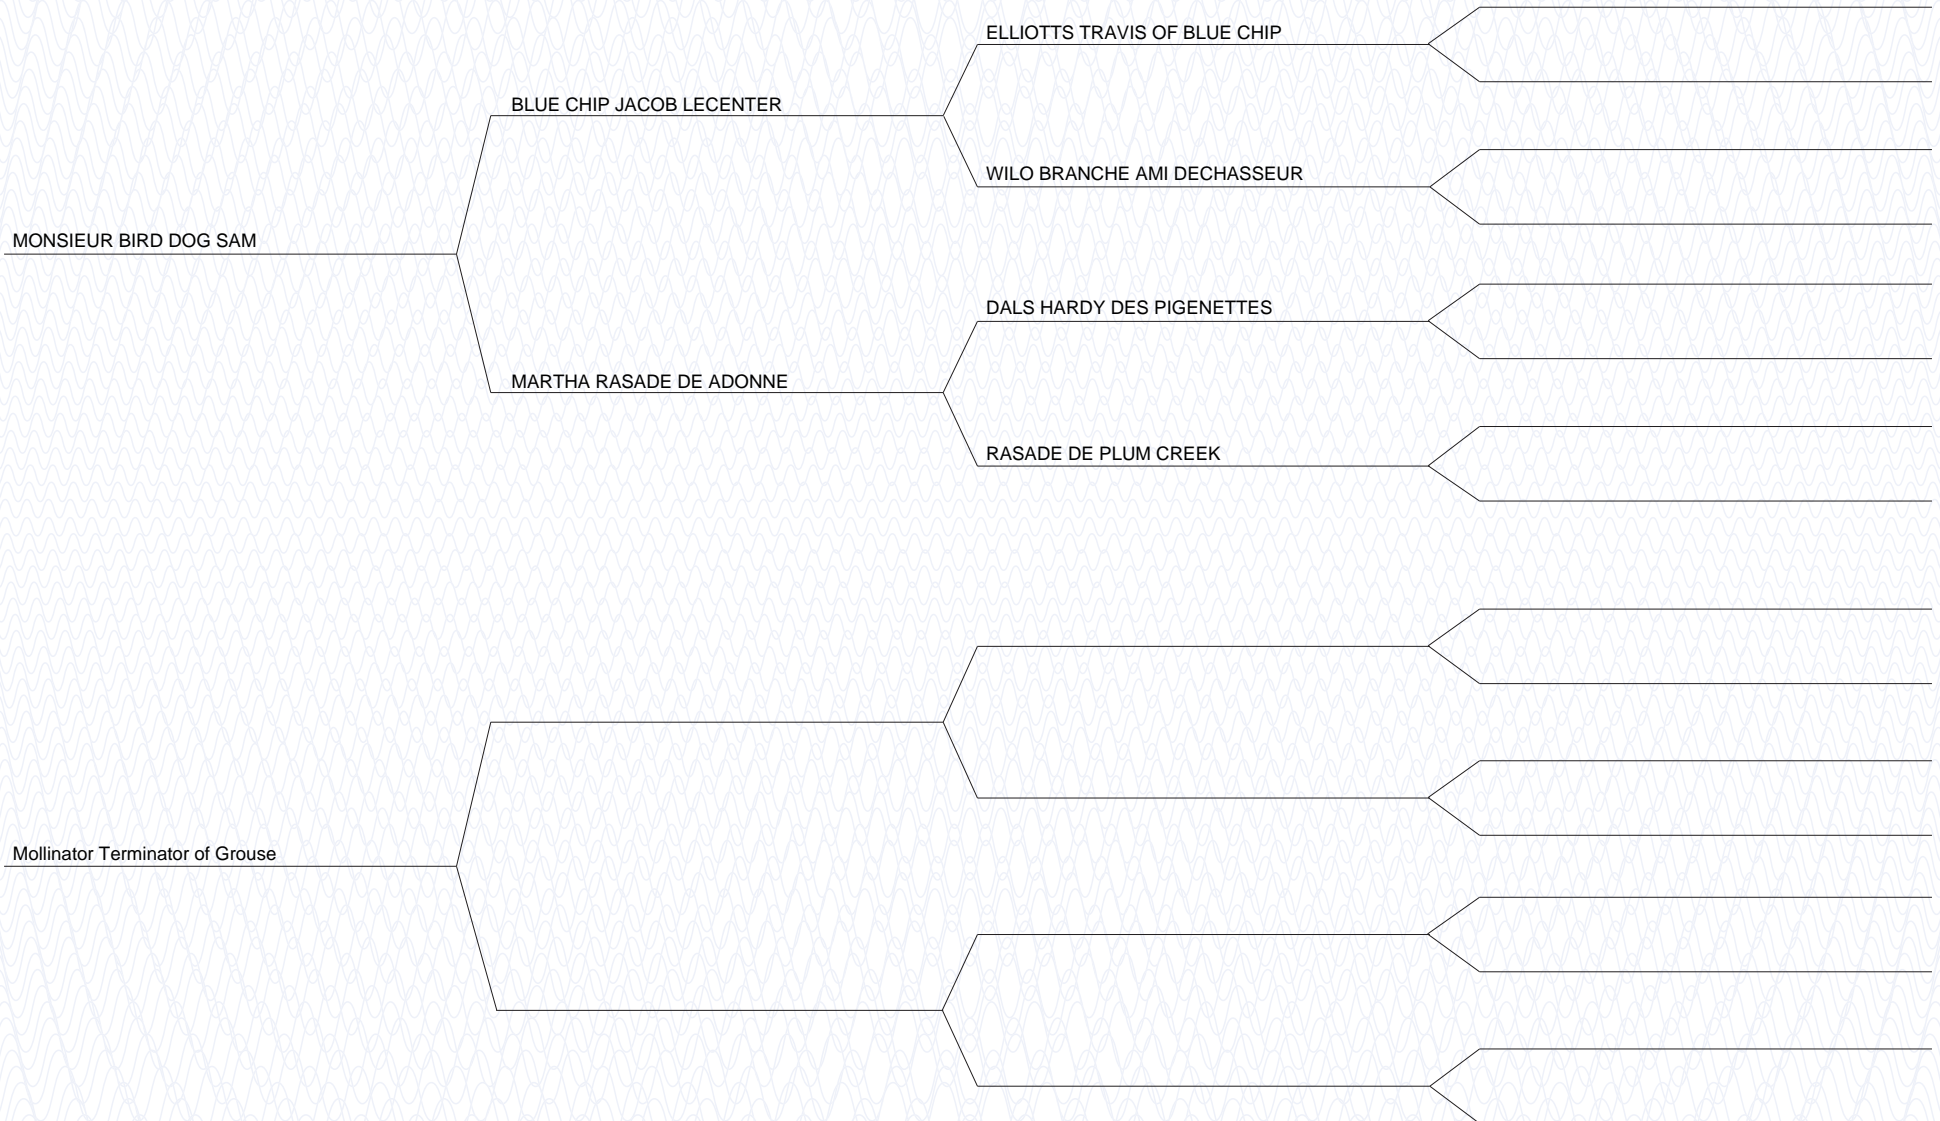 ELLIOTTS TRAVIS OF BLUE CHIP
BLUE CHIP JACOB LECENTER
WILO BRANCHE AMI DECHASSEUR
MONSIEUR BIRD DOG SAM
DALS HARDY DES PIGENETTES
MARTHA RASADE DE ADONNE
RASADE DE PLUM CREEK
Mollinator Terminator of Grouse